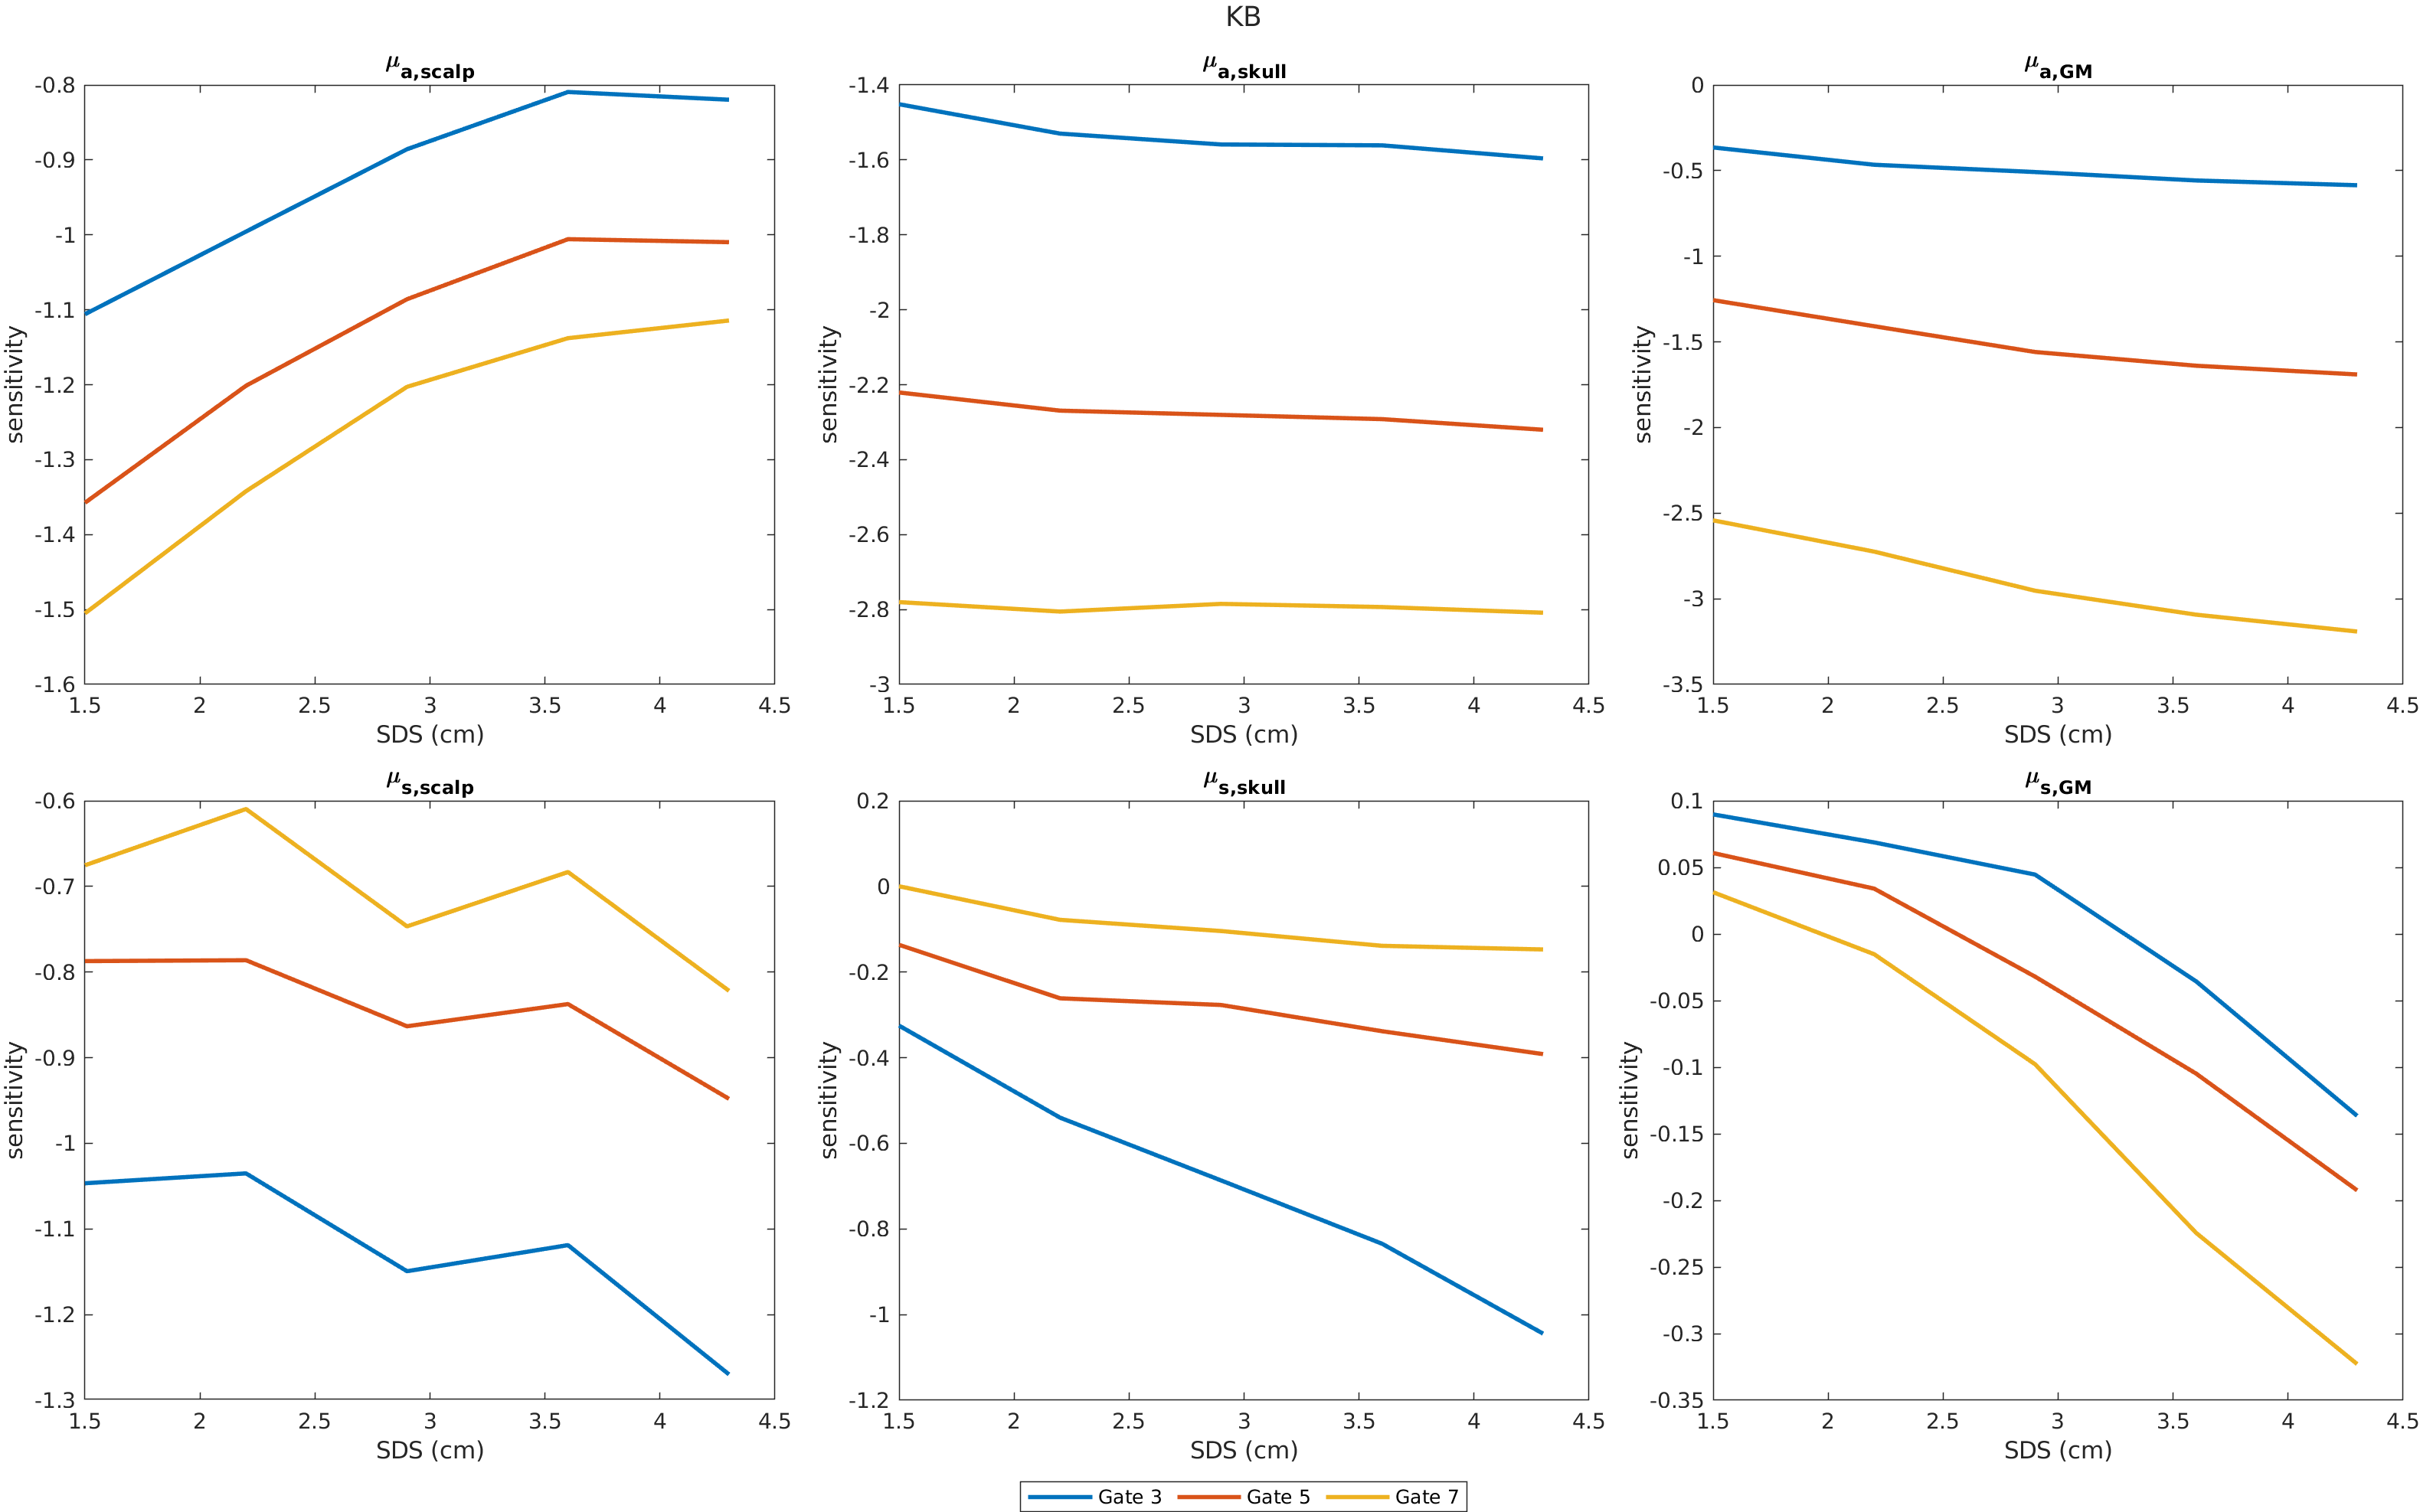 KB
μa,scalp
-0.8
-0.9
-1
-1.1
-1.2
-1.3
-1.4
-1.5
-1.6
sensitivity
1.5 2 2.5 3 3.5 4 4.5
SDS (cm)
μa,skull
-1.4
-1.6
-1.8
-2
-2.2
-2.4
-2.6
-2.8
-3
sensitivity
1.5 2 2.5 3 3.5 4 4.5
SDS (cm)
μa,GM
0
-0.5
-1
-1.5
-2
-2.5
-3
-3.5
sensitivity
1.5 2 2.5 3 3.5 4 4.5
SDS (cm)
μs,scalp
-0.6
-0.7
-0.8
-0.9
-1
-1.1
-1.2
-1.3
sensitivity
1.5 2 2.5 3 3.5 4 4.5
SDS (cm)
μs,skull
0.2
0
-0.2
-0.4
-0.6
-0.8
-1
-1.2
sensitivity
1.5 2 2.5 3 3.5 4 4.5
SDS (cm)
μs,GM
0.1
0.05
0
-0.05
-0.1
-0.15
-0.2
-0.25
-0.3
-0.35
sensitivity
1.5 2 2.5 3 3.5 4 4.5
SDS (cm)
Gate 3 Gate 5 Gate 7